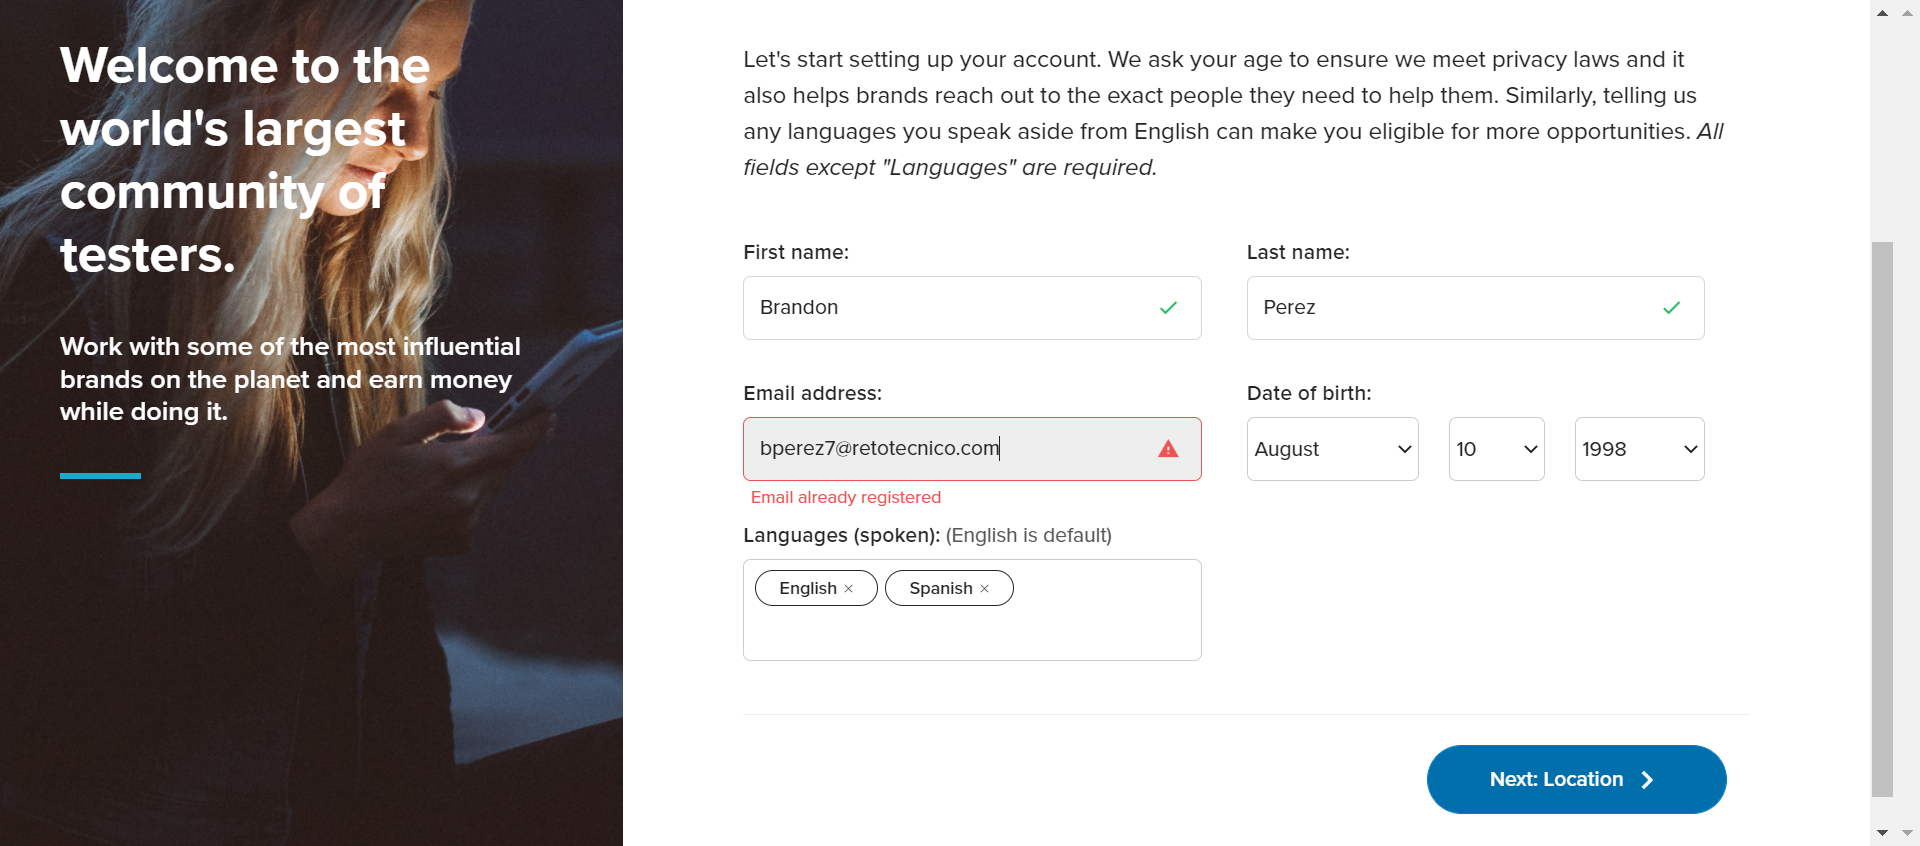 Welcome to the
world's largest
community of
testers.
Work with some of the most influential
brands on the planet and earn money
while doing it.
Let's start setting up your account. We ask your age to ensure we meet privacy laws and it
also helps brands reach out to the exact people they need to help them. Similarly, telling us
any languages you speak aside from English can make you eligible for more opportunities. All
fields except "Languages" are required.
First name:
Last name:
Brandon
Perez
Email address:
Date of birth:
bperez7@retotecnico.com
August
10
1998
Email already registered
Languages (spoken): (English is default)
English ×
Spanish ×
Next: Location